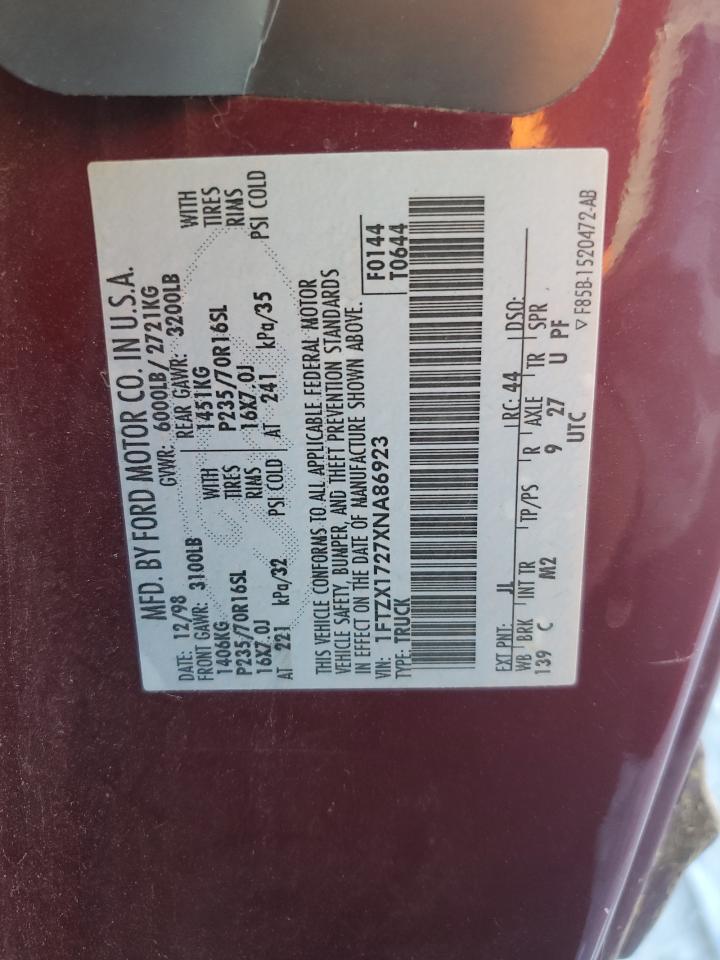 MFD. BY FORD MOTOR CO. IN U.S.A.
DATE: 12/98 GVWR: 6000LB/ 2721KG
FRONT GAWR: 3100LB REAR GAWR: 3200LB
1406KG WITH 1451KG WITH
P235/70R16SL TIRES P235/70R16SL TIRES
16X7.0J RIMS 16X7.0J RIMS
AT 221 kPa/32 PSI COLD AT 241 kPa/35 PSI COLD
THIS VEHICLE CONFORMS TO ALL APPLICABLE FEDERAL MOTOR
VEHICLE SAFETY, BUMPER, AND THEFT PREVENTION STANDARDS
IN EFFECT ON THE DATE OF MANUFACTURE SHOWN ABOVE.
VIN: 1FTZX1727XNA86923 F0144
TYPE: TRUCK T0644
EXT PNT: JL RC: 44 DSO:
WB BRK INT TR TP/PS R AXLE TR SPR
139 C M2 9 27 U PF
UTC
▽ F85B-1520472-AB